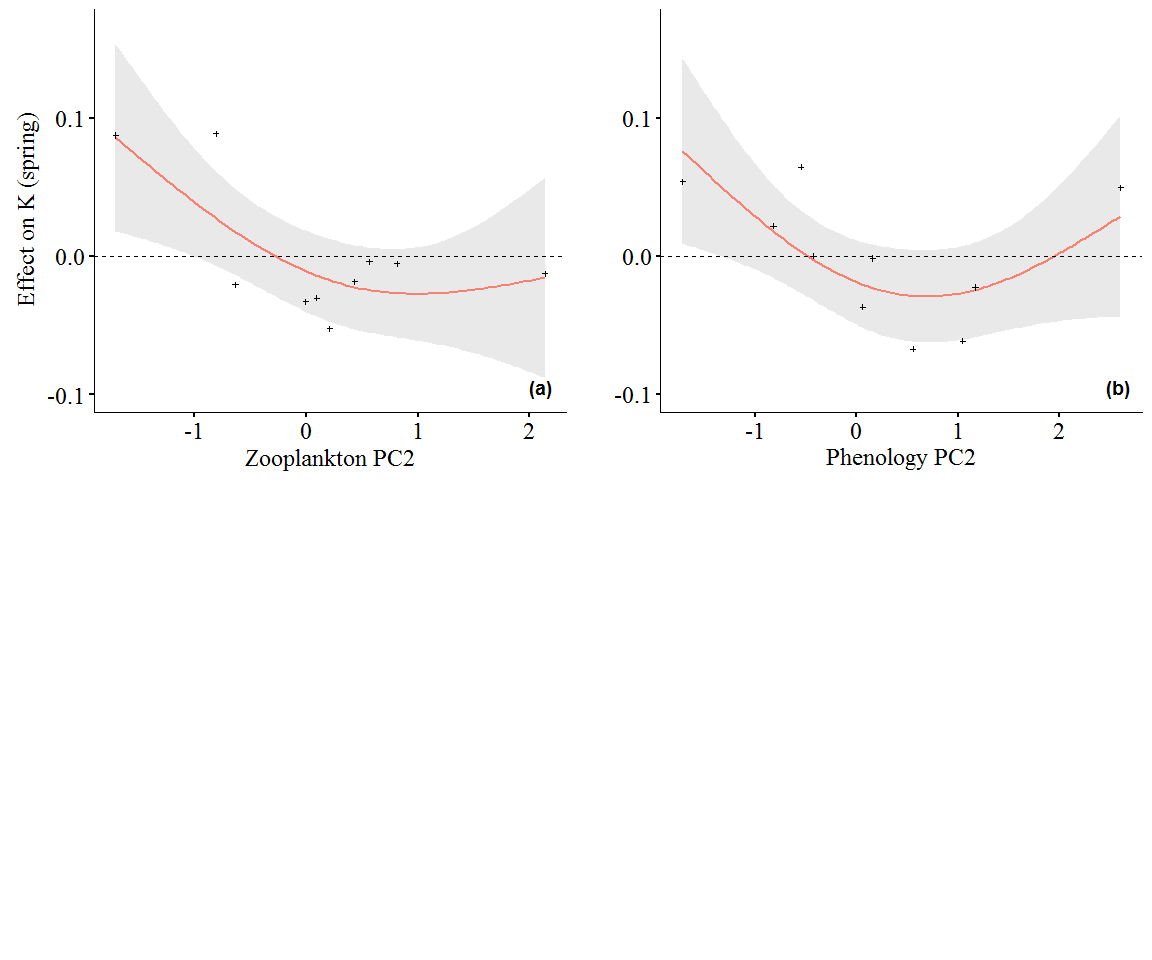 Effect on K (spring)
0.1
0.0
-0.1
(a)
-1 0 1 2
Zooplankton PC2
0.1
0.0
-0.1
(b)
-1 0 1 2
Phenology PC2